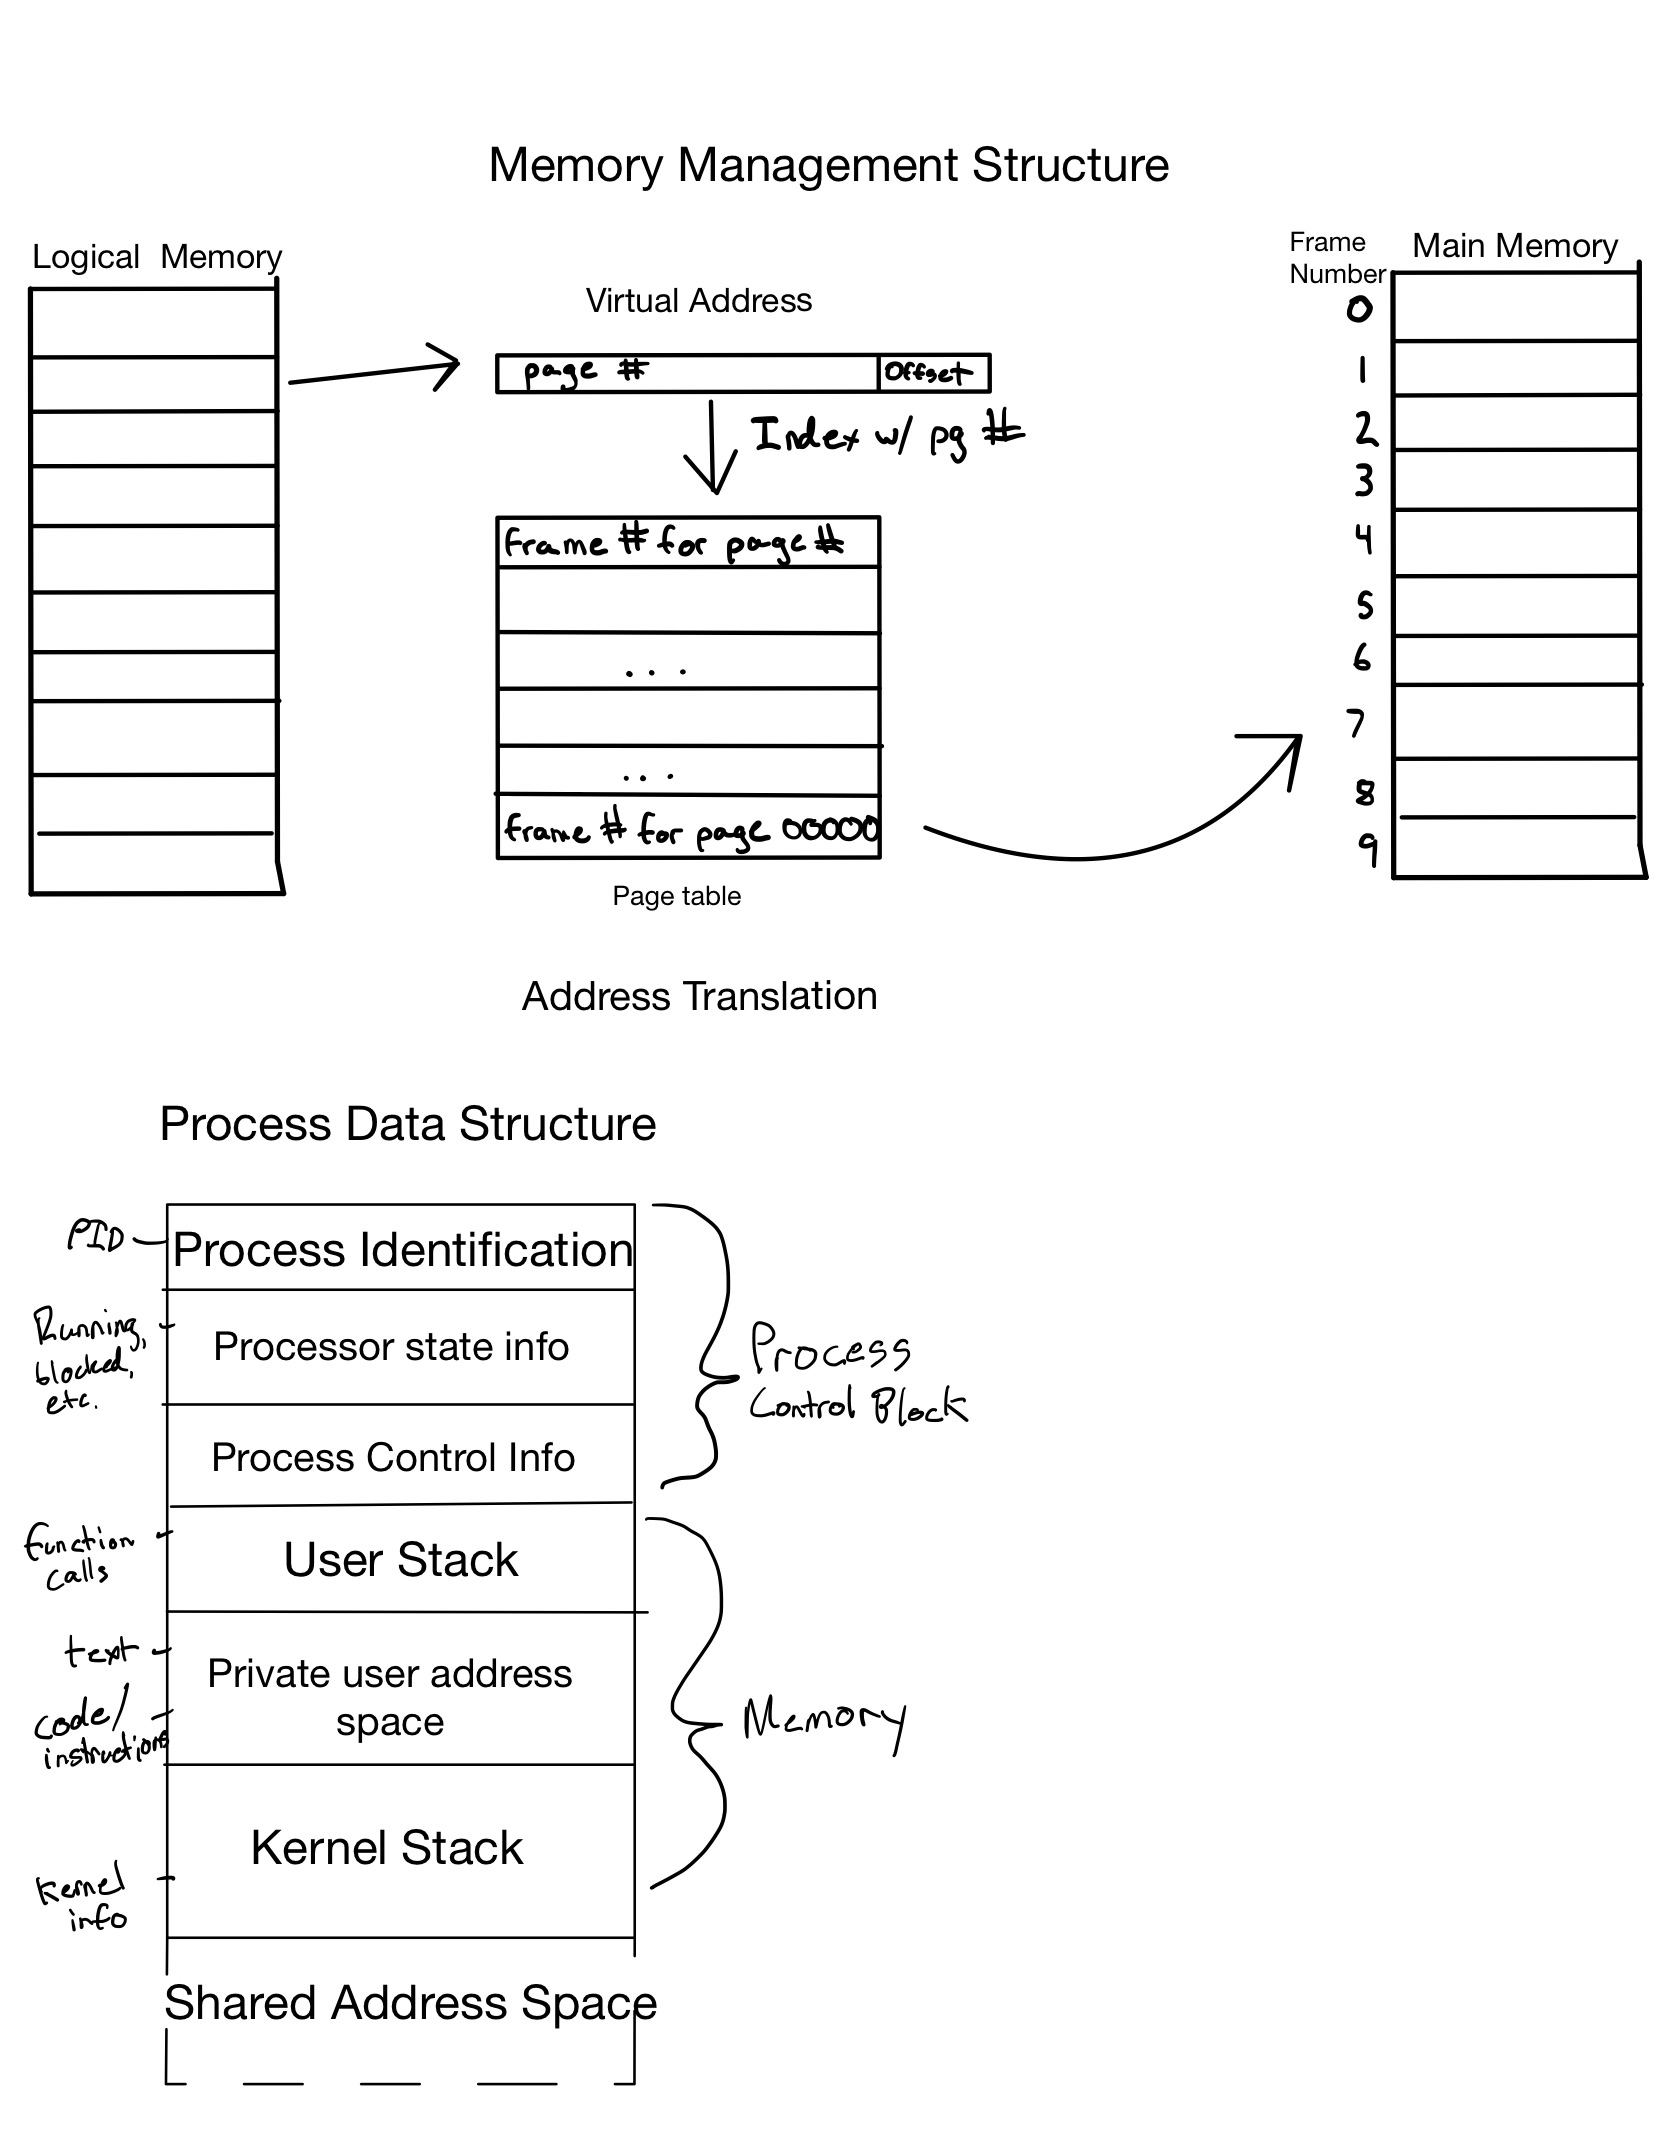 Memory Management Structure
Logical Memory
Virtual Address
page # Offset
Index w/ pg #
frame # for page #
...
...
frame # for page 00000
Page table
Frame
Number
Main Memory
0
1
2
3
4
5
6
7
8
9
Address Translation
Process Data Structure
PID
Process Identification
Running,
blocked,
etc.
Processor state info
Process Control Info
Process
Control Block
function
calls
User Stack
text
code/
instructions
Private user address
space
Memory
Kernel
info
Kernel Stack
Shared Address Space